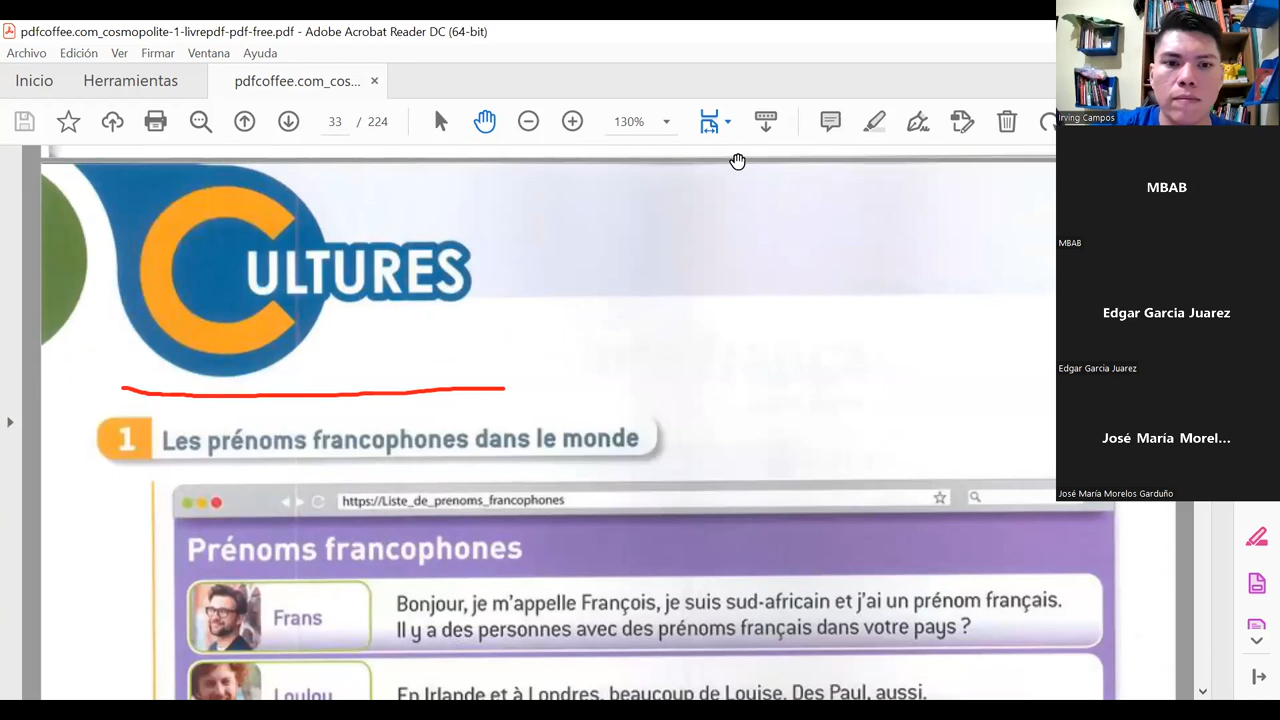 pdfcoffee.com_cosmopolite-1-livrepdf-pdf-free.pdf - Adobe Acrobat Reader DC (64-bit)
Archivo Edición Ver Firmar Ventana Ayuda
Inicio Herramientas pdfcoffee.com_cos... ×
33 / 224 130%
CULTURES
1 Les prénoms francophones dans le monde
https://Liste_de_prenoms_francophones
Prénoms francophones
Frans
Bonjour, je m'appelle François, je suis sud-africain et j'ai un prénom français.
Il y a des personnes avec des prénoms français dans votre pays ?
Loulou
En Irlande et à Londres, beaucoup de Louise. Des Paul, aussi.
Irving Campos
MBAB
MBAB
Edgar Garcia Juarez
Edgar Garcia Juarez
José María Morel...
José María Morelos Garduño